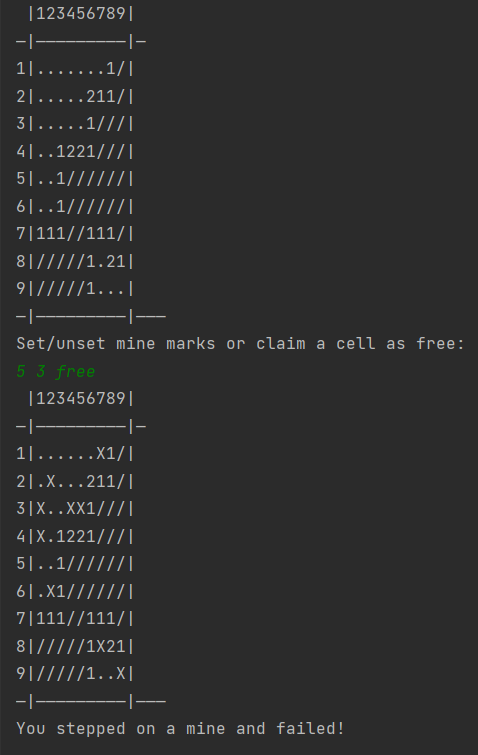 |123456789|
—|—————————|—
1|.......1/|
2|.....211/|
3|.....1///|
4|..1221///|
5|..1//////|
6|..1//////|
7|111//111/|
8|/////1.21|
9|/////1...|
—|—————————|———
Set/unset mine marks or claim a cell as free:
5 3 free
 |123456789|
—|—————————|—
1|......X1/|
2|.X...211/|
3|X..XX1///|
4|X.1221///|
5|..1//////|
6|.X1//////|
7|111//111/|
8|/////1X21|
9|/////1..X|
—|—————————|———
You stepped on a mine and failed!